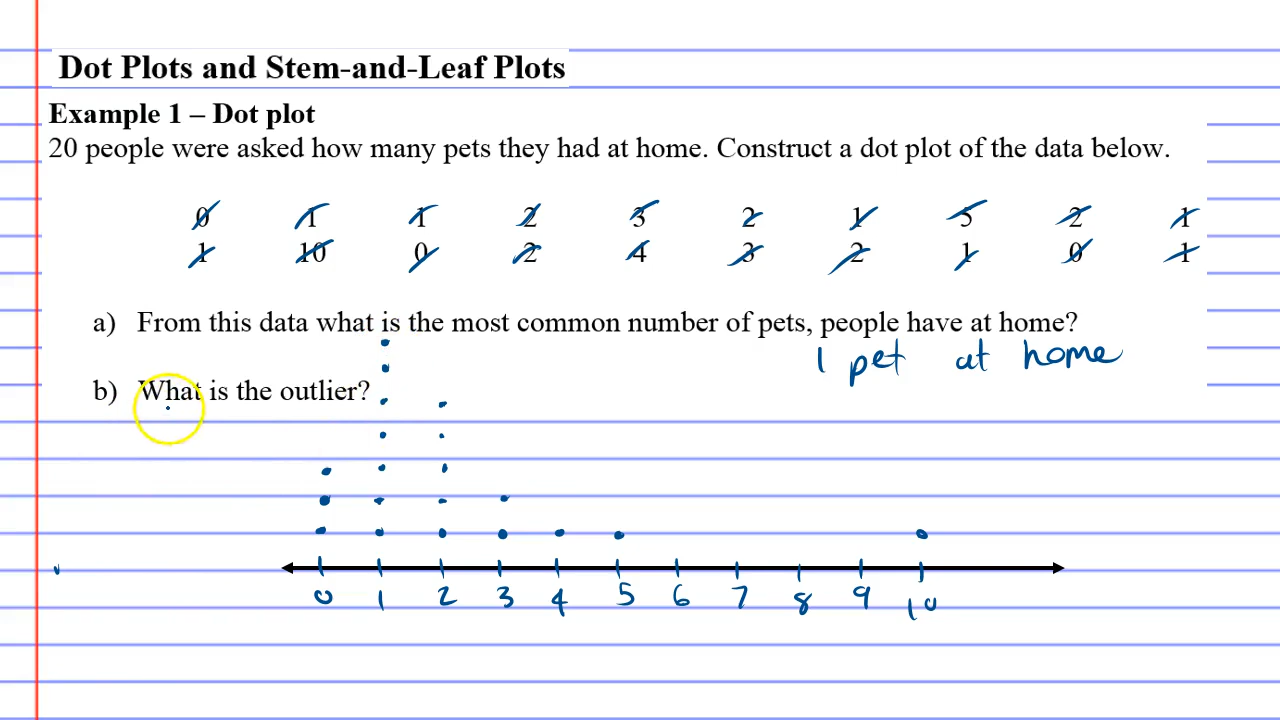 Dot Plots and Stem-and-Leaf Plots
Example 1 – Dot plot
20 people were asked how many pets they had at home. Construct a dot plot of the data below.
0 1 1 2 3 2 1 5 2 1
1 10 0 2 4 3 2 1 0 1
a) From this data what is the most common number of pets, people have at home?
1 pet at home
b) What is the outlier?
0 1 2 3 4 5 6 7 8 9 10